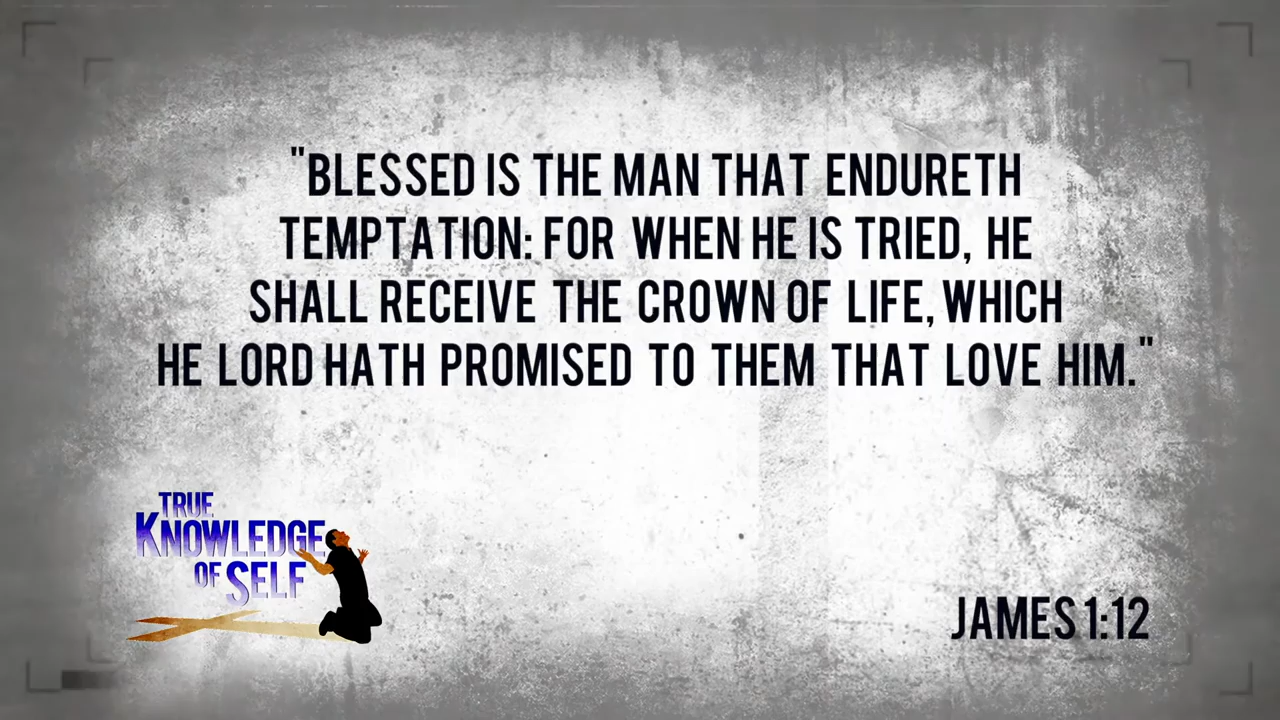 "BLESSED IS THE MAN THAT ENDURETH
TEMPTATION: FOR WHEN HE IS TRIED, HE
SHALL RECEIVE THE CROWN OF LIFE, WHICH
HE LORD HATH PROMISED TO THEM THAT LOVE HIM."
TRUE
KNOWLEDGE
OF SELF
JAMES 1:12